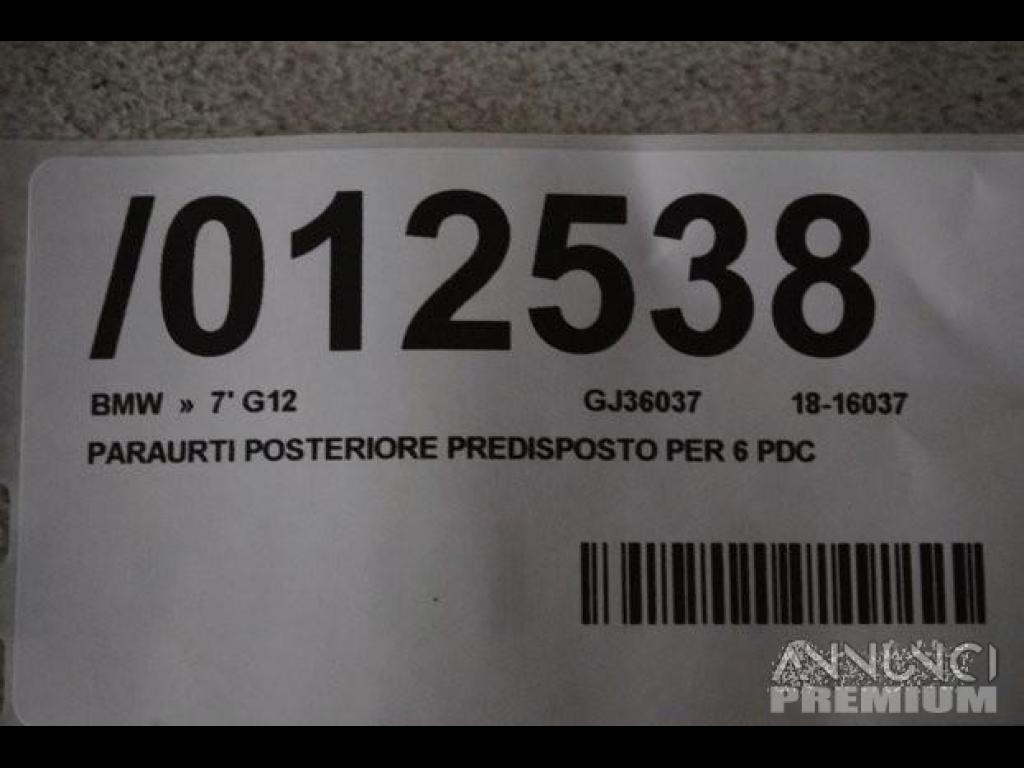 /012538
BMW » 7' G12 GJ36037 18-16037
PARAURTI POSTERIORE PREDISPOSTO PER 6 PDC
ANNUNCI
PREMIUM